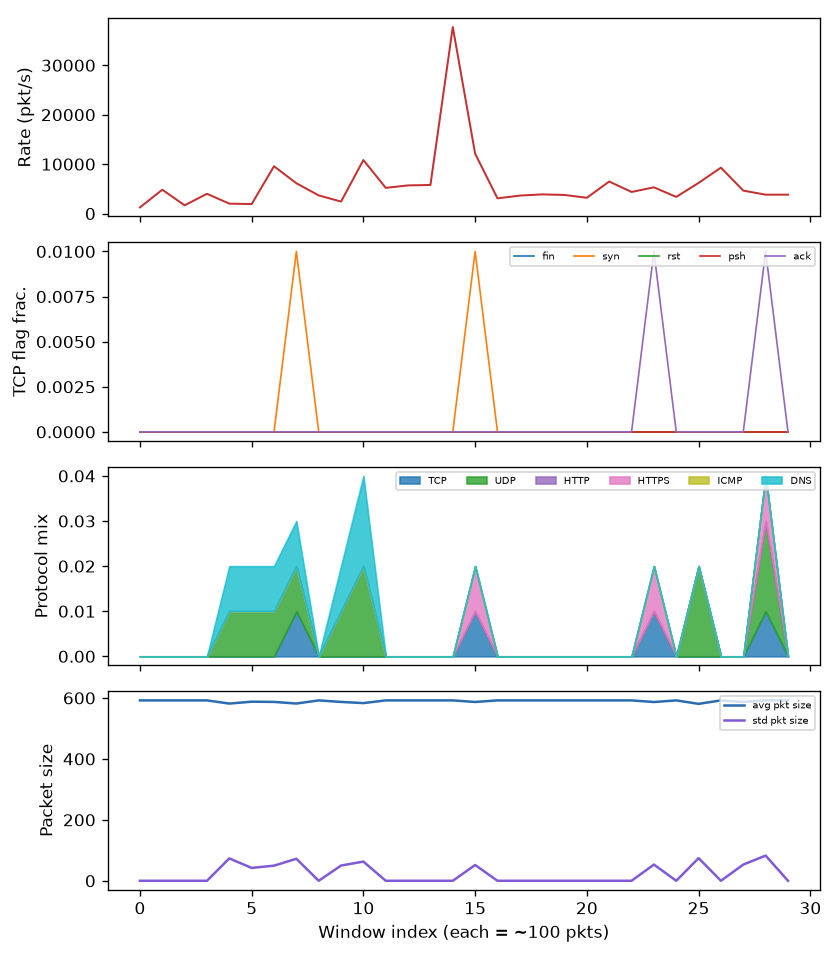 Rate (pkt/s)
30000
20000
10000
0
TCP flag frac.
0.0100
0.0075
0.0050
0.0025
0.0000
fin syn rst psh ack
Protocol mix
0.04
0.03
0.02
0.01
0.00
TCP UDP HTTP HTTPS ICMP DNS
Packet size
600
400
200
0
avg pkt size
std pkt size
0 5 10 15 20 25 30
Window index (each = ~100 pkts)